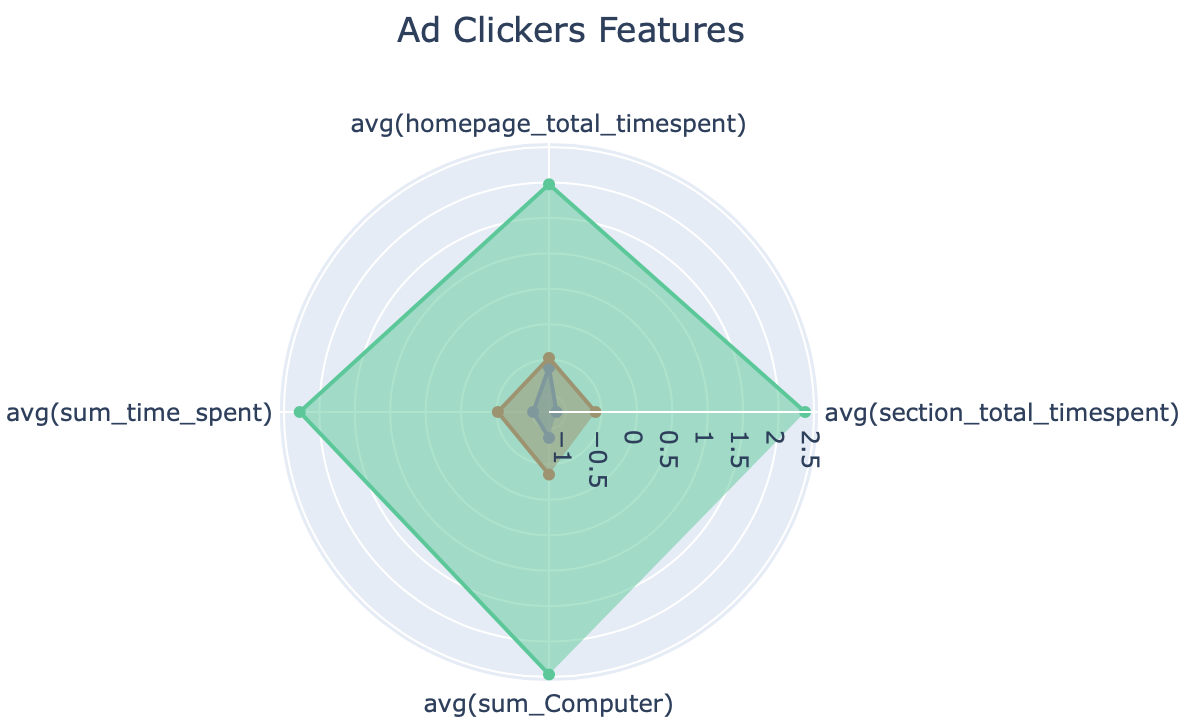 Ad Clickers Features
avg(homepage_total_timespent)
avg(sum_time_spent)
avg(section_total_timespent)
−1
−0.5
0
0.5
1
1.5
2
2.5
avg(sum_Computer)